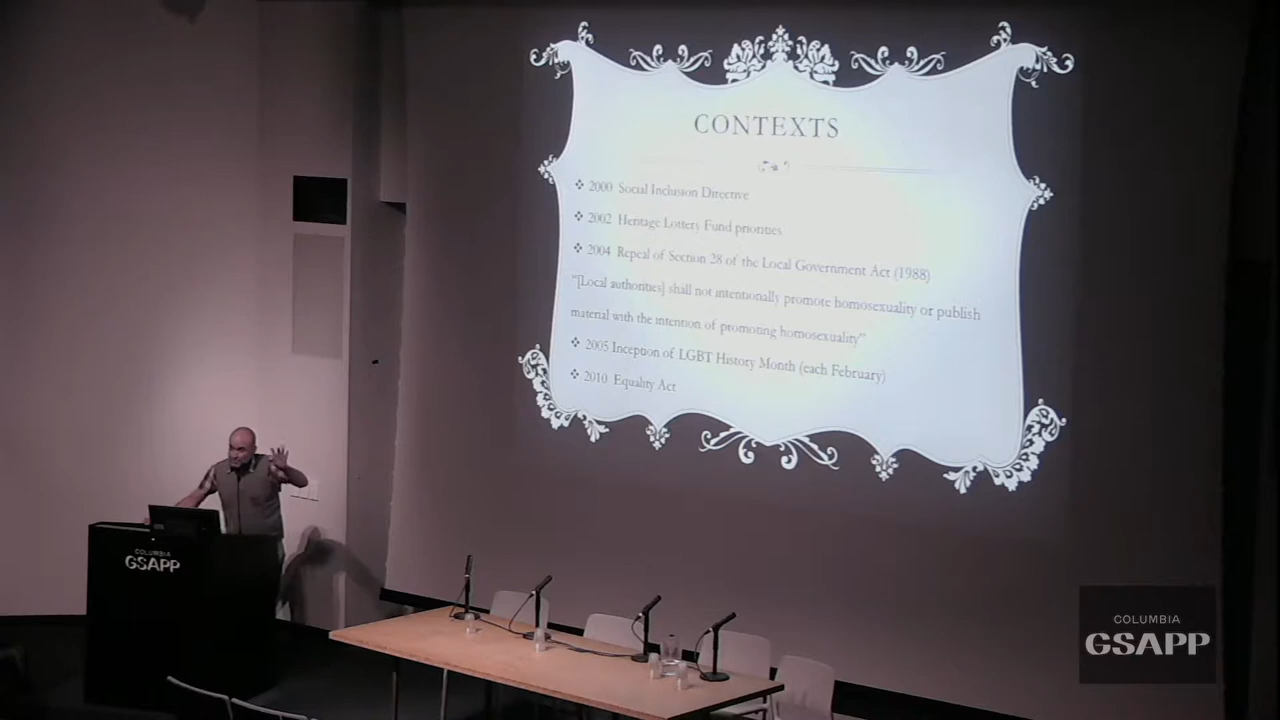 CONTEXTS
❖ 2000 Social Inclusion Directive
❖ 2002 Heritage Lottery Fund priorities
❖ 2004 Repeal of Section 28 of the Local Government Act (1988)
"[Local authorities] shall not intentionally promote homosexuality or publish
material with the intention of promoting homosexuality"
❖ 2005 Inception of LGBT History Month (each February)
❖ 2010 Equality Act
COLUMBIA
GSAPP
COLUMBIA
GSAPP